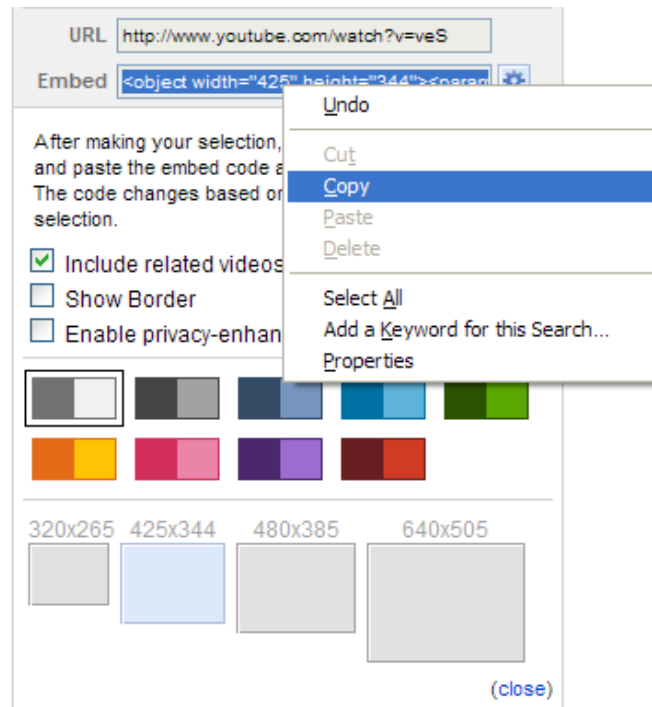 URL http://www.youtube.com/watch?v=veS
Embed <object width="425" height="344"><param
Undo
Cut
Copy
Paste
Delete
Select All
Add a Keyword for this Search...
Properties
After making your selection,
and paste the embed code a
The code changes based on
selection.
Include related videos
Show Border
Enable privacy-enhan
320x265 425x344 480x385 640x505
(close)